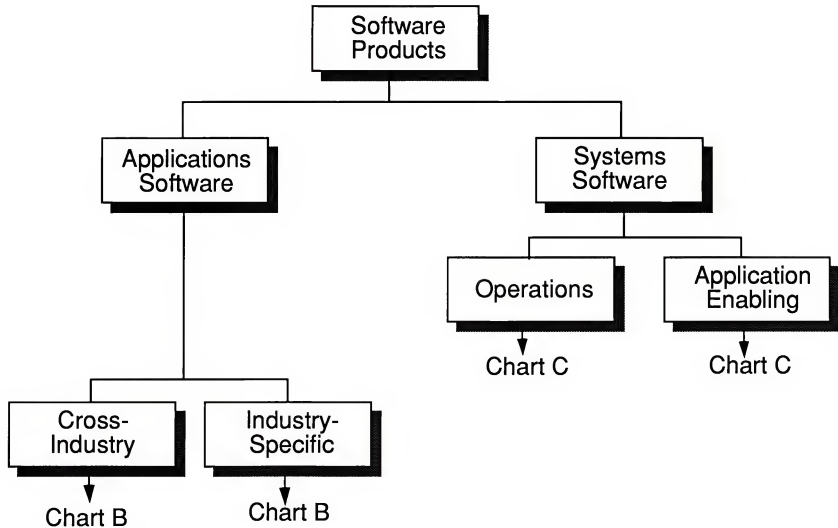 Software
Products
Applications
Software
Systems
Software
Operations
Application
Enabling
Chart C
Chart C
Cross-
Industry
Industry-
Specific
Chart B
Chart B